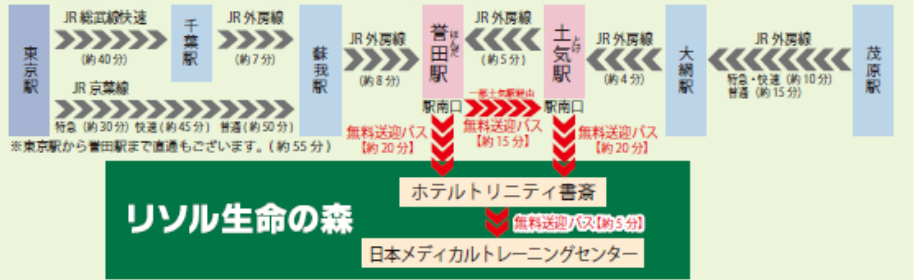 JR 総武線快速
(約40分)
千葉駅
JR 外房線
(約7分)
東京駅
JR 京葉線
特急 (約30分) 快速 (約45分) 普通 (約50分)
※東京駅から誉田駅まで直通もございます。(約55分)
蘇我駅
JR 外房線
(約8分)
誉田駅
ほんだ
駅南口
JR 外房線
(約5分)
一部土気駅経由
無料送迎バス
【約15分】
土気駅
とけ
駅南口
JR 外房線
(約4分)
大網駅
JR 外房線
特急・快速 (約10分)
普通 (約15分)
茂原駅
無料送迎バス
【約20分】
無料送迎バス
【約20分】
リソル生命の森
ホテルトリニティ書斎
無料送迎バス【約5分】
日本メディカルトレーニングセンター